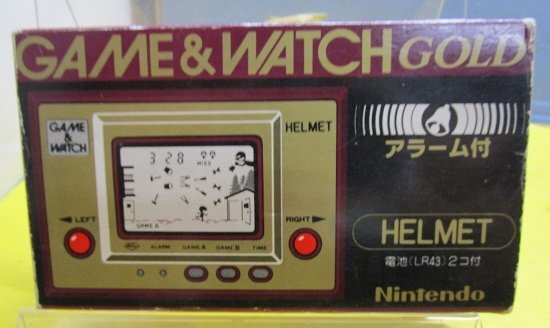 GAME&WATCH GOLD
GAME
&
WATCH
HELMET
328
MISS
GAME A
LEFT
RIGHT
ACL ALARM GAME A GAME B TIME
アラーム付
HELMET
電池(LR43)2コ付
Nintendo